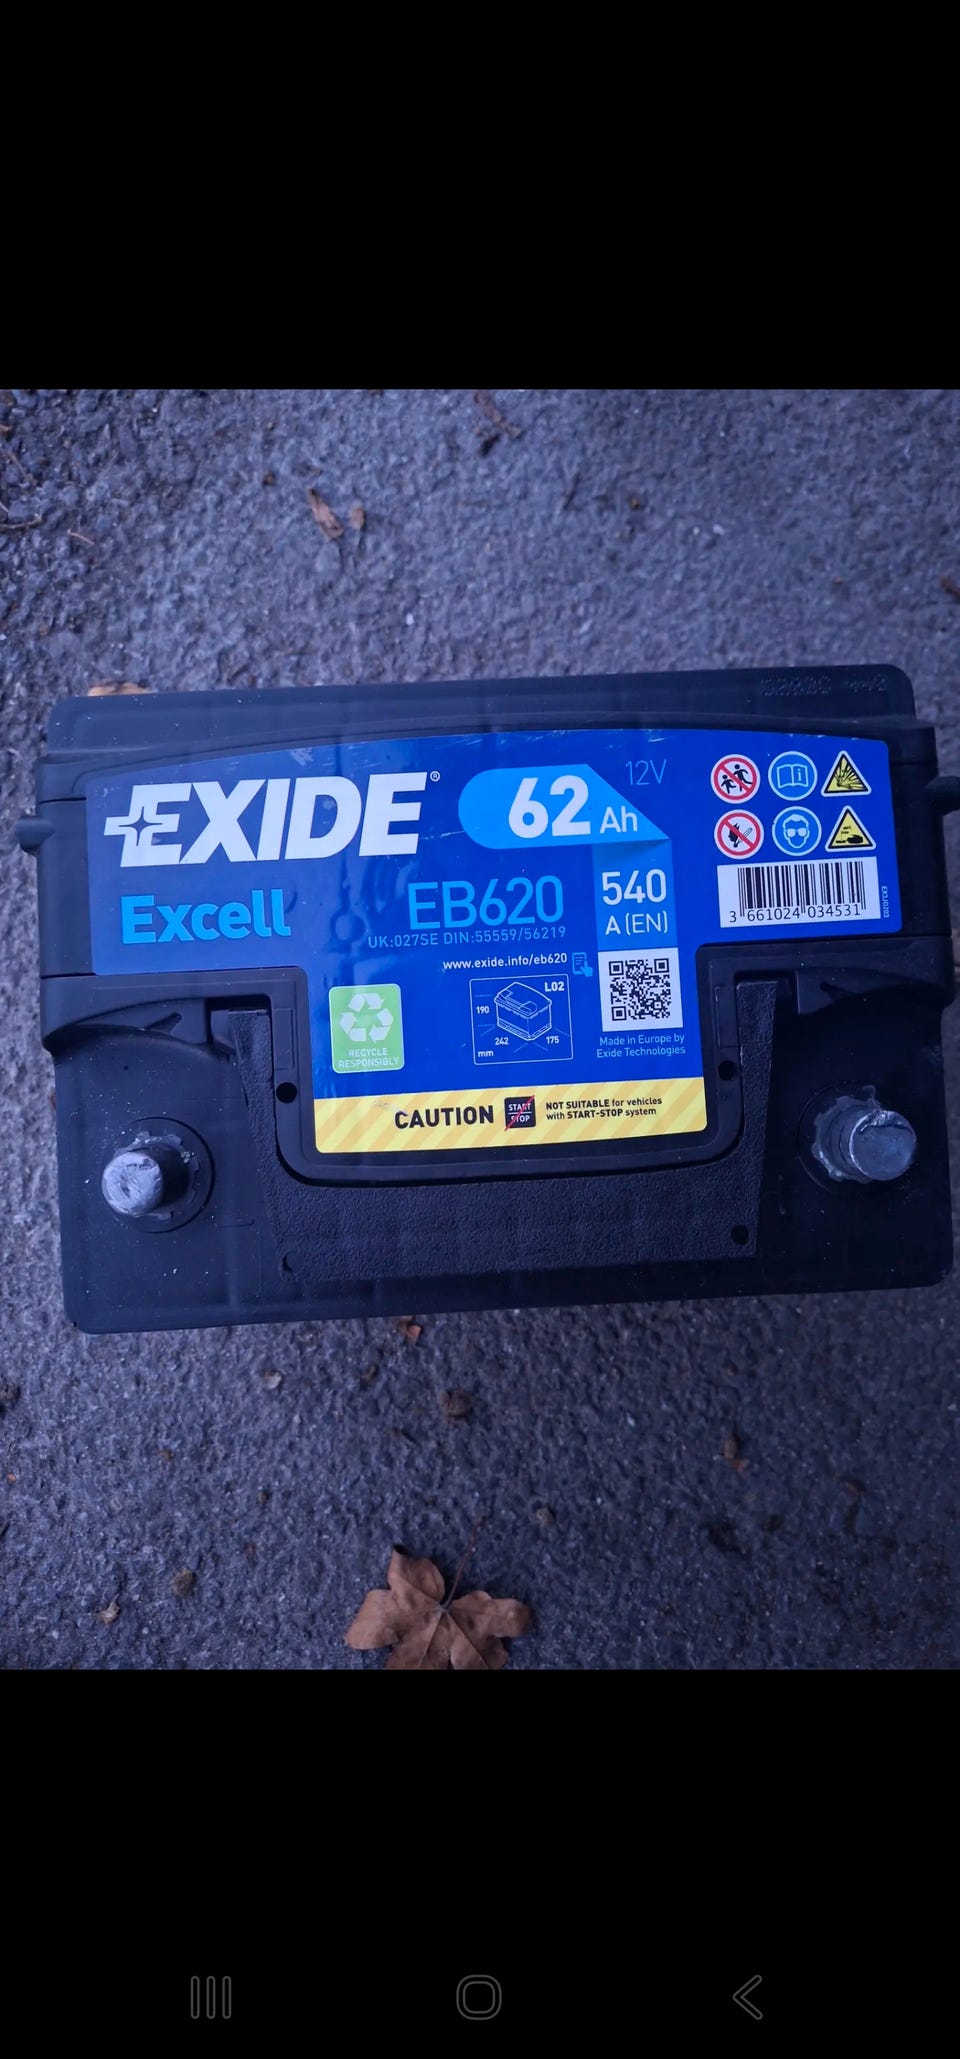 EXIDE®
62 Ah
12V
Excell
EB620
540
A (EN)
UK:027SE DIN:55559/56219
3 661024 034531
EX3J0203
www.exide.info/eb620
L02
190
242
175
mm
RECYCLE
RESPONSIBLY
Made in Europe by
Exide Technologies
CAUTION
START
STOP
NOT SUITABLE for vehicles
with START-STOP system